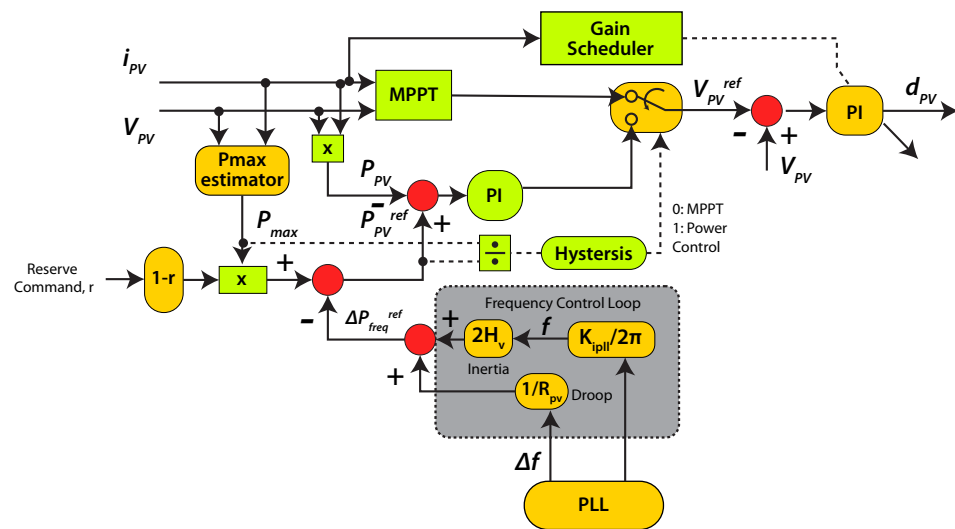 i_PV
Gain
Scheduler
MPPT
V_PV^ref
d_PV
V_PV
x
PI
- +
V_PV
Pmax
estimator
P_PV
-
PI
P_max
P_PV^ref
+
0: MPPT
1: Power
Control
÷
Hystersis
Reserve
Command, r
1-r
x
+
-
ΔP_freq^ref
Frequency Control Loop
+
2H_v
f
K_ipll/2π
Inertia
+
1/R_pv
Droop
Δf
PLL